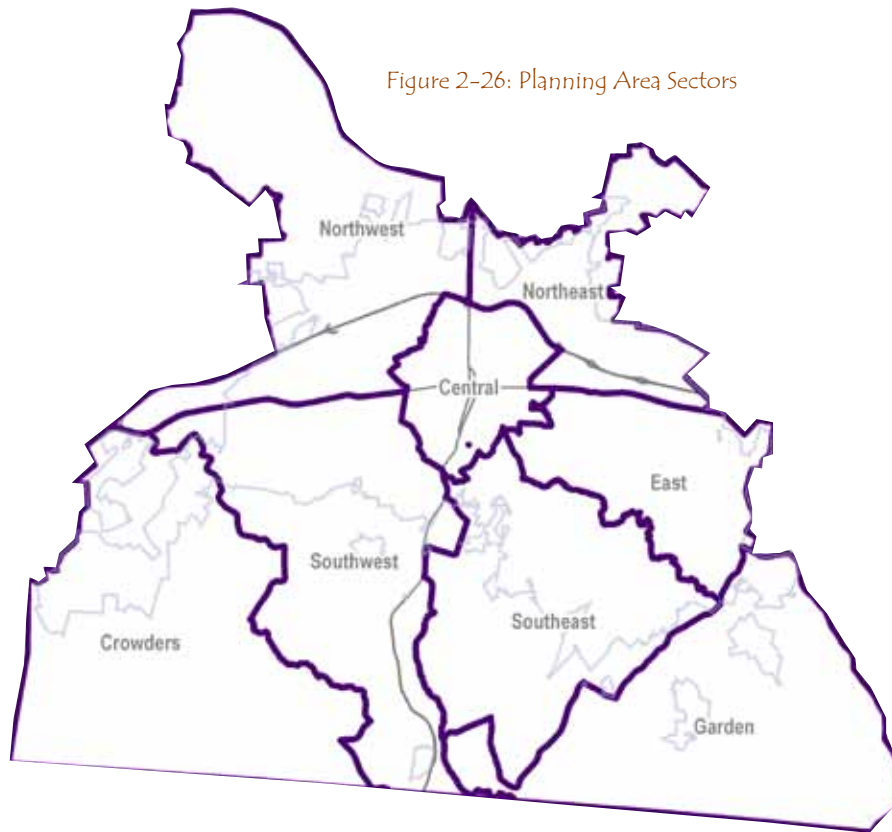 Figure 2-26: Planning Area Sectors
Northwest
Northeast
Central
East
Southwest
Southeast
Crowders
Garden